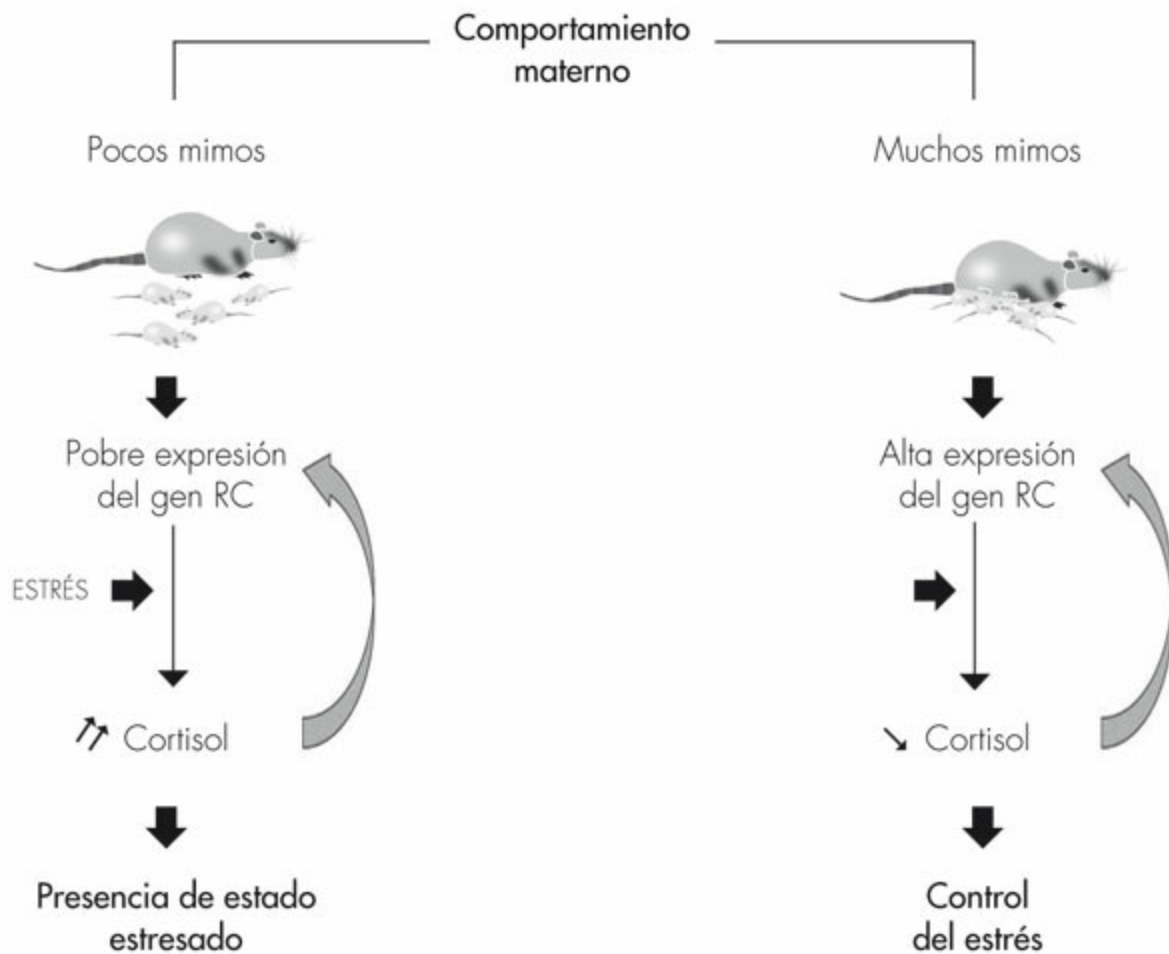 Comportamiento
materno
Pocos mimos
Muchos mimos
Pobre expresión
del gen RC
Alta expresión
del gen RC
ESTRÉS
Cortisol
Cortisol
Presencia de estado
estresado
Control
del estrés